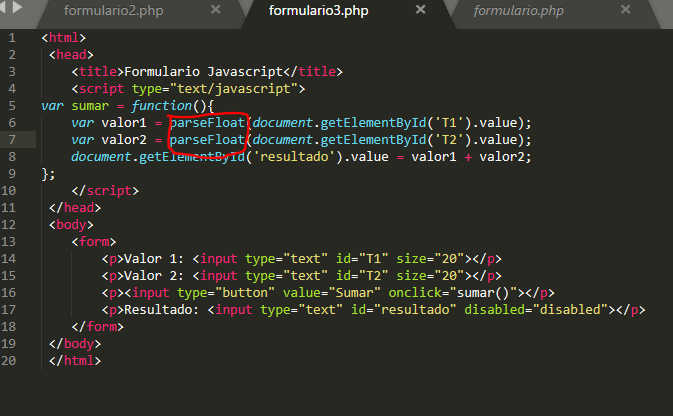 formulario2.php × formulario3.php × formulario.php ×
1 <html>
2 <head>
3 <title>Formulario Javascript</title>
4 <script type="text/javascript">
5 var sumar = function(){
6 var valor1 = parseFloat(document.getElementById('T1').value);
7 var valor2 = parseFloat(document.getElementById('T2').value);
8 document.getElementById('resultado').value = valor1 + valor2;
9 };
10 </script>
11 </head>
12 <body>
13 <form>
14 <p>Valor 1: <input type="text" id="T1" size="20"></p>
15 <p>Valor 2: <input type="text" id="T2" size="20"></p>
16 <p><input type="button" value="Sumar" onclick="sumar()"></p>
17 <p>Resultado: <input type="text" id="resultado" disabled="disabled"></p>
18 </form>
19 </body>
20 </html>